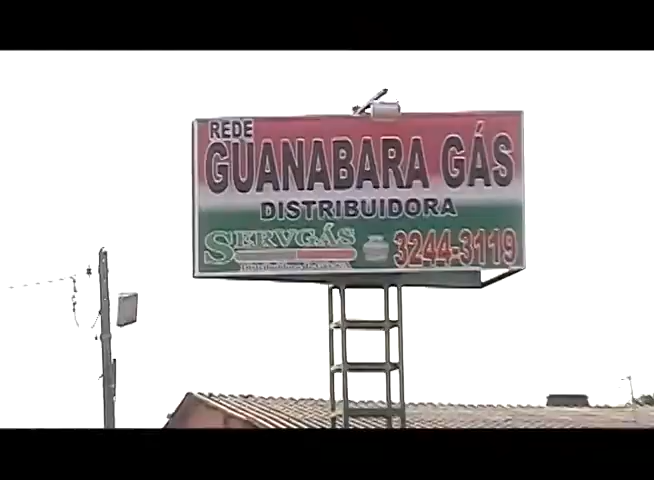 REDE
GUANABARA GÁS
DISTRIBUIDORA
SERVGÁS
3244-3119